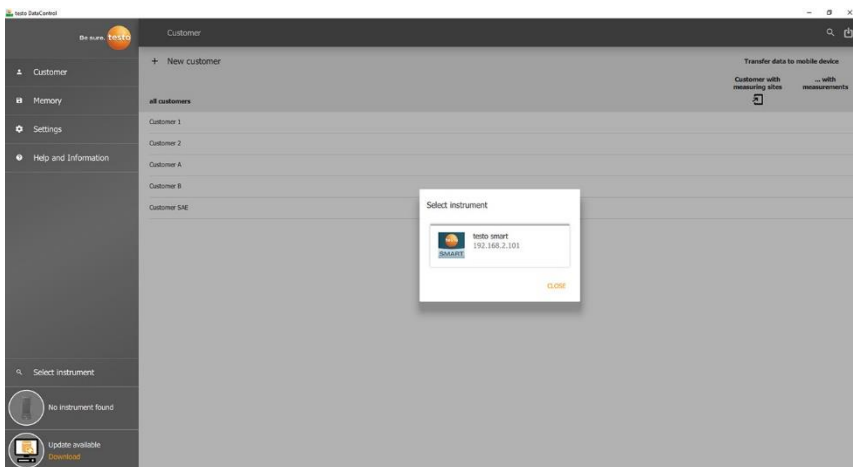 testo DataControl
Be sure. testo
Customer
Memory
Settings
Help and Information
Select instrument
No instrument found
Update available
Download
Customer
+ New customer
Transfer data to mobile device
Customer with
measuring sites
... with
measurements
all customers
Customer 1
Customer 2
Customer A
Customer B
Customer SAE
Select instrument
testo smart
192.168.2.101
SMART
CLOSE